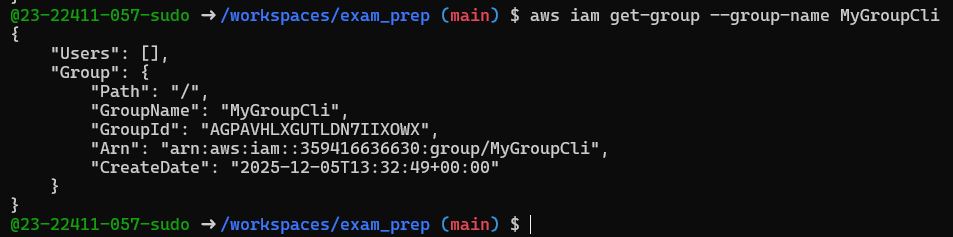 @23-22411-057-sudo ➜ /workspaces/exam_prep (main) $ aws iam get-group --group-name MyGroupCli
{
    "Users": [],
    "Group": {
        "Path": "/",
        "GroupName": "MyGroupCli",
        "GroupId": "AGPAVHLXGUTLDN7IIXOWX",
        "Arn": "arn:aws:iam::359416636630:group/MyGroupCli",
        "CreateDate": "2025-12-05T13:32:49+00:00"
    }
}
@23-22411-057-sudo ➜ /workspaces/exam_prep (main) $